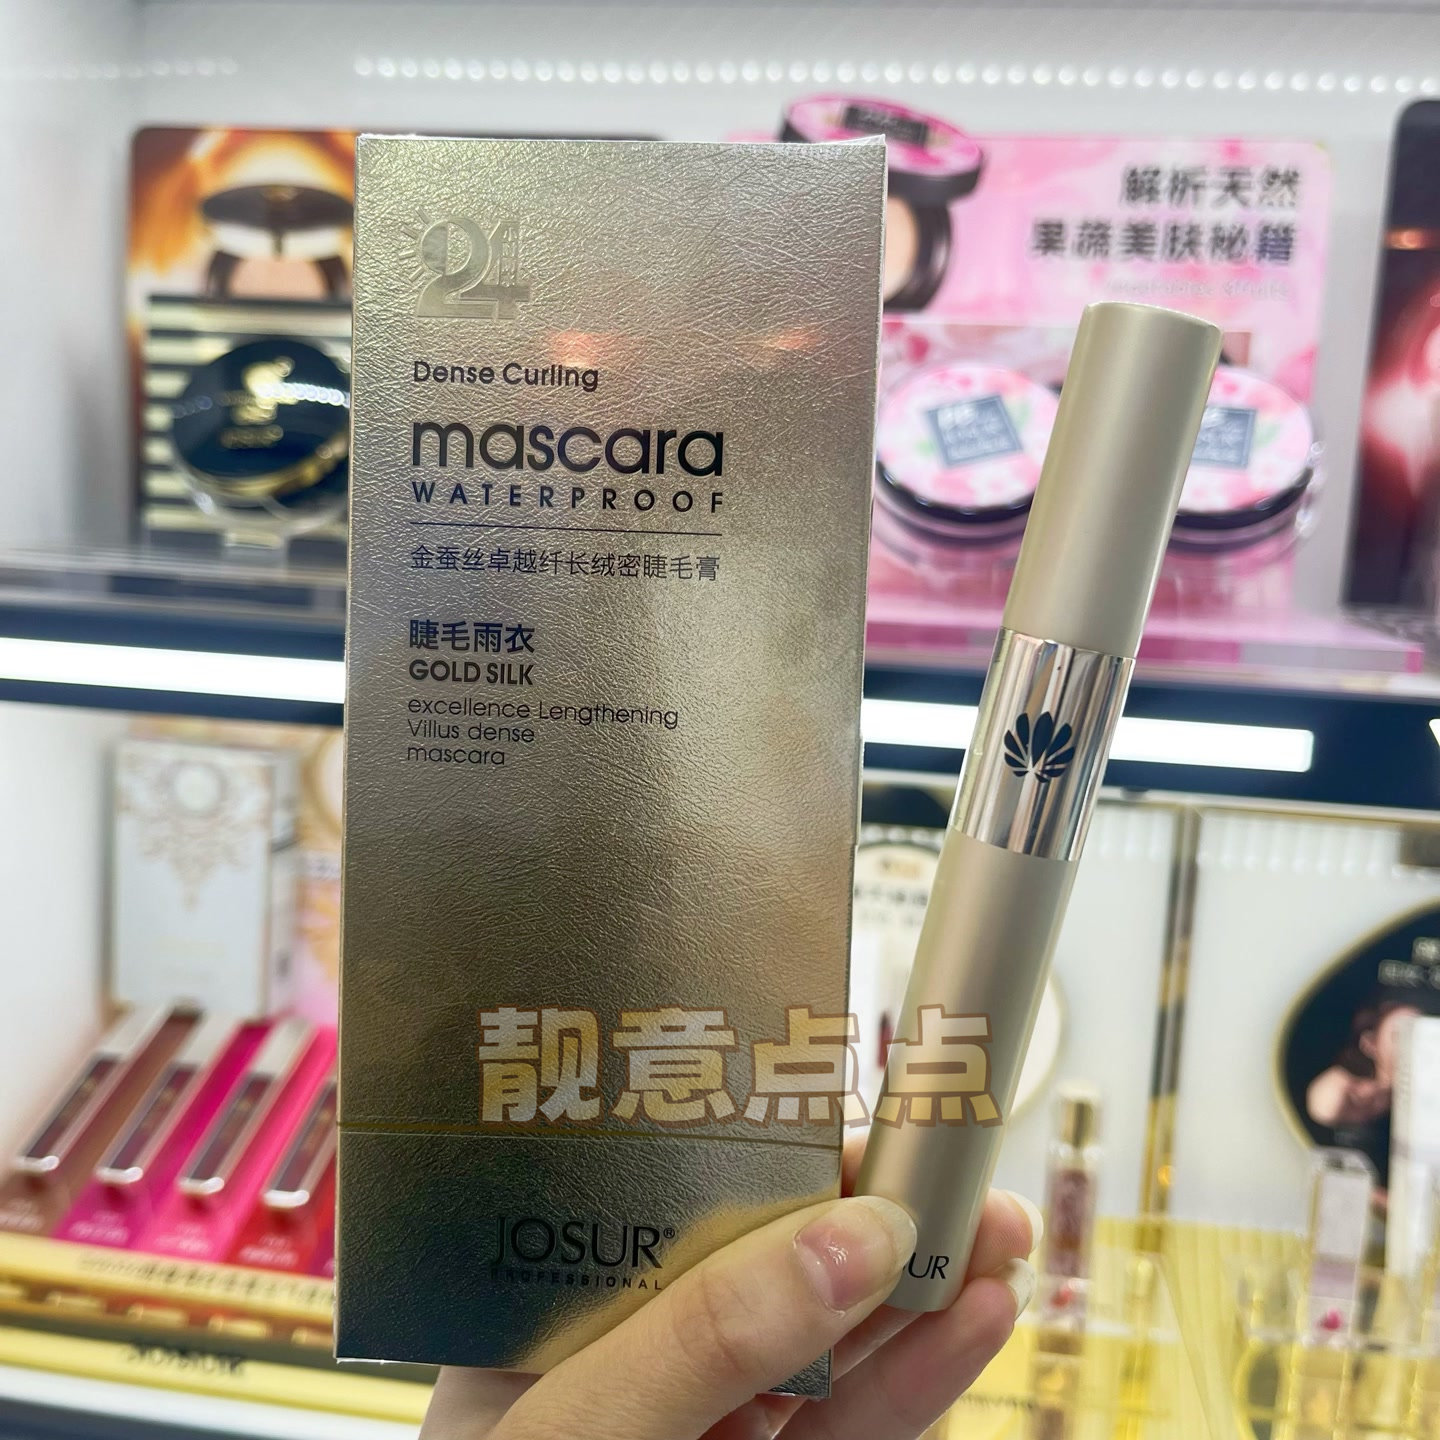 解析天然
果蔬美肤秘籍
24
Dense Curling
mascara
WATERPROOF
金蚕丝卓越纤长绒密睫毛膏
睫毛雨衣
GOLD SILK
excellence Lengthening
Villus dense
mascara
靓意点点
JOSUR®
PROFESSIONAL
UR
JOSUR